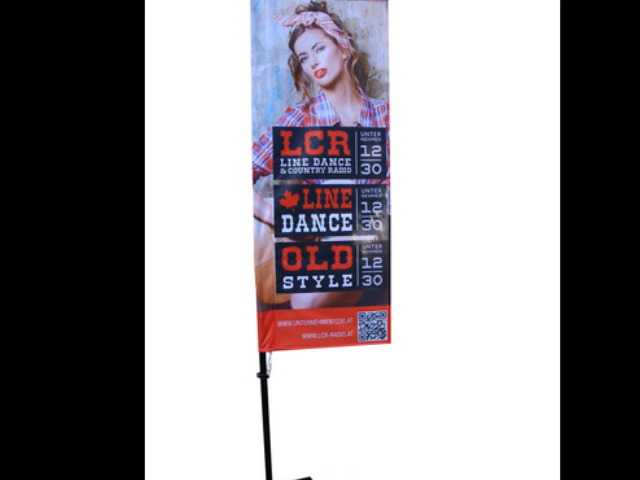 LCR
LINE DANCE
& COUNTRY RADIO
UNTER
NEHMEN
12
30
LINE
DANCE
UNTER
NEHMEN
12
30
OLD
STYLE
UNTER
NEHMEN
12
30
WWW.UNTERNEHMEN1230.AT
WWW.LCR-RADIO.AT